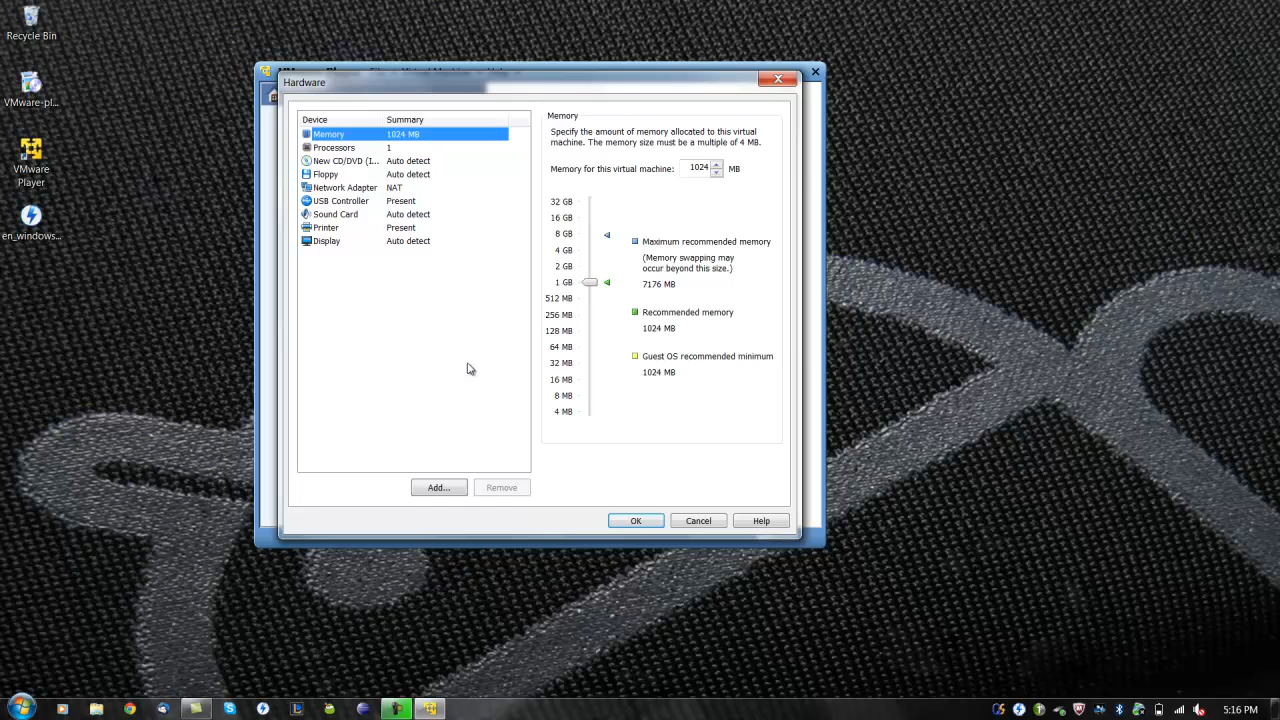 Recycle Bin
VMware-pl...
VMware
Player
en_windows...
Hardware
Device Summary
Memory 1024 MB
Processors 1
New CD/DVD (I... Auto detect
Floppy Auto detect
Network Adapter NAT
USB Controller Present
Sound Card Auto detect
Printer Present
Display Auto detect
Add... Remove
Memory
Specify the amount of memory allocated to this virtual
machine. The memory size must be a multiple of 4 MB.
Memory for this virtual machine: 1024 MB
32 GB
16 GB
8 GB
4 GB
2 GB
1 GB
512 MB
256 MB
128 MB
64 MB
32 MB
16 MB
8 MB
4 MB
Maximum recommended memory
(Memory swapping may
occur beyond this size.)
7176 MB
Recommended memory
1024 MB
Guest OS recommended minimum
1024 MB
OK Cancel Help
5:16 PM